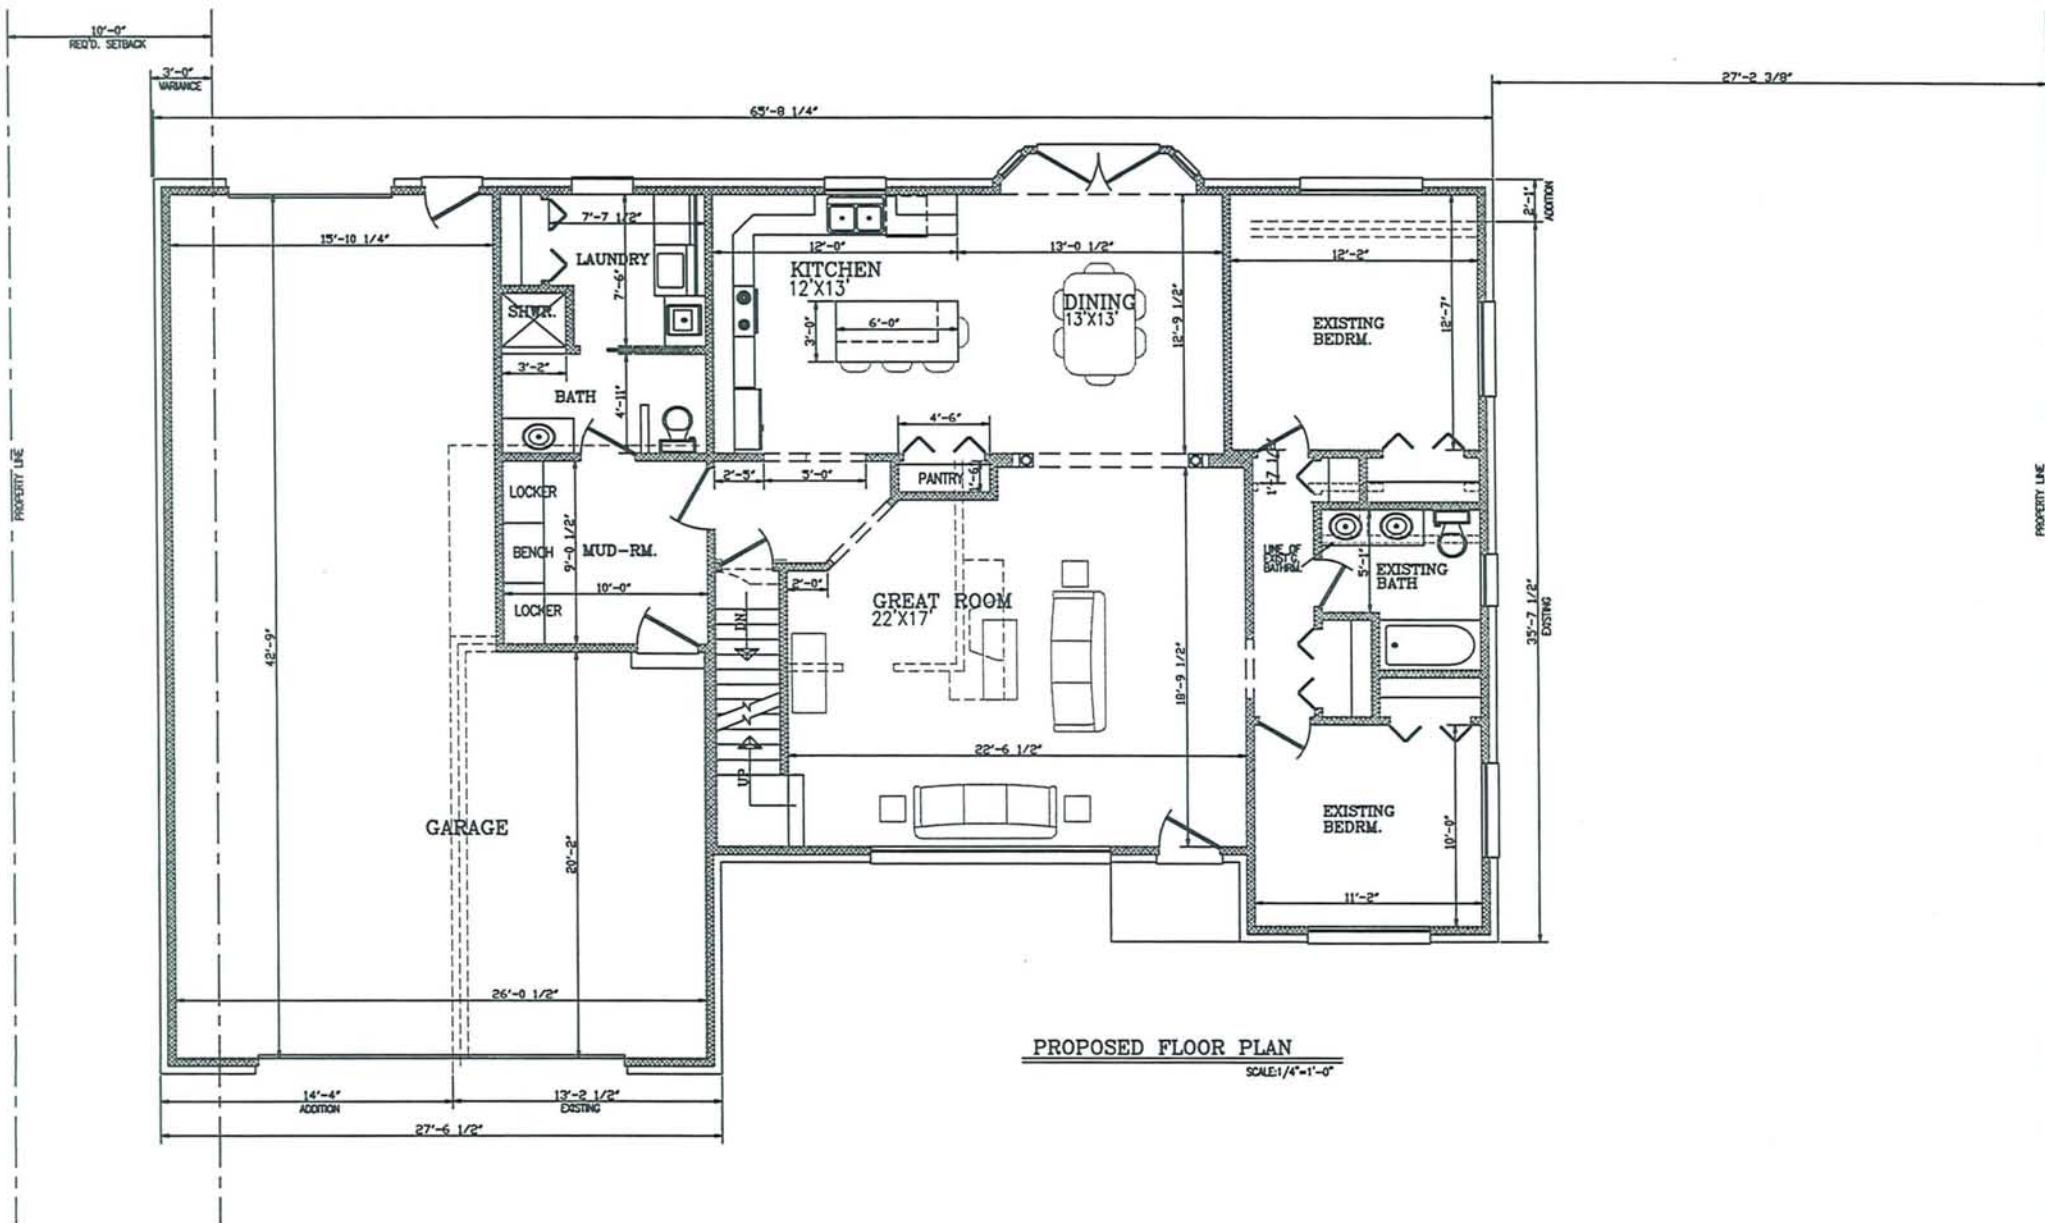 10'-0"
REQ'D. SETBACK
3'-0"
VARIANCE
27'-2 3/8"
65'-8 1/4"
2'-1"
ADDITION
7'-7 1/2"
15'-10 1/4"
LAUNDRY
7'-6"
12'-0"
13'-0 1/2"
12'-2"
KITCHEN
12'X13'
DINING
13'X13'
12'-9 1/2"
12'-7"
SHWR.
3'-0"
6'-0"
EXISTING
BEDRM.
3'-2"
BATH
4'-11"
4'-6"
PROPERTY LINE
PROPERTY LINE
LOCKER
2'-5"
5'-0"
PANTRY
1'-6"
1'-7 1/2"
BENCH
9'-0 1/2"
MUD-RM.
LINE OF
BATHRM.
5'-1"
EXISTING
BATH
10'-0"
LOCKER
2'-0"
GREAT ROOM
22'X17'
DN.
35'-7 1/2"
EXISTING
42'-9"
18'-9 1/2"
22'-6 1/2"
UP
GARAGE
20'-2"
EXISTING
BEDRM.
10'-0"
11'-2"
26'-0 1/2"
PROPOSED FLOOR PLAN
SCALE:1/4"=1'-0"
14'-4"
ADDITION
13'-2 1/2"
EXISTING
27'-6 1/2"